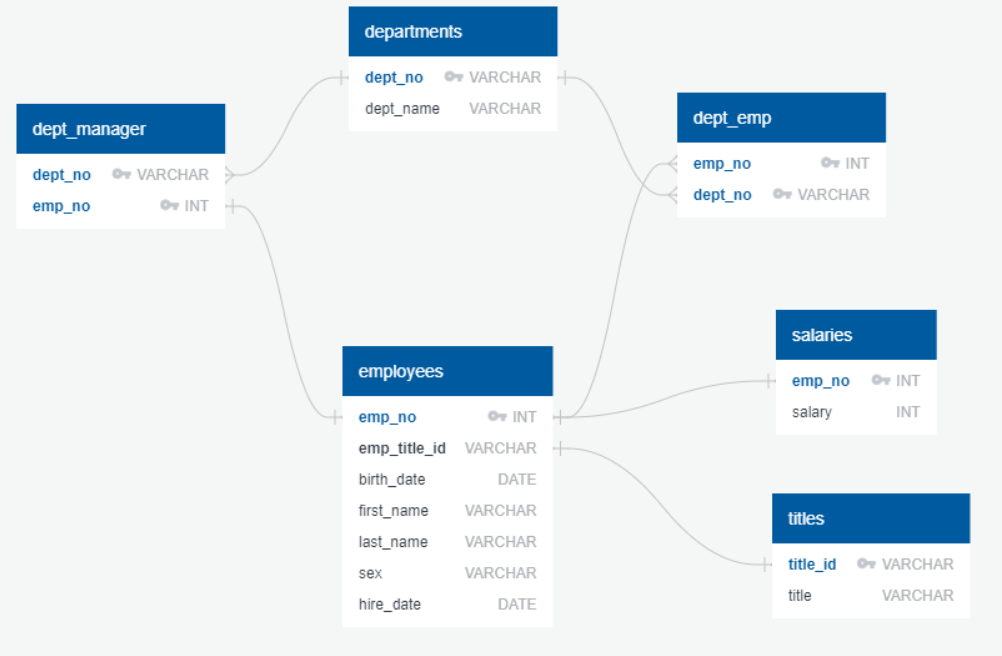 departments
dept_no VARCHAR
dept_name VARCHAR
dept_manager
dept_no VARCHAR
emp_no INT
dept_emp
emp_no INT
dept_no VARCHAR
employees
emp_no INT
emp_title_id VARCHAR
birth_date DATE
first_name VARCHAR
last_name VARCHAR
sex VARCHAR
hire_date DATE
salaries
emp_no INT
salary INT
titles
title_id VARCHAR
title VARCHAR